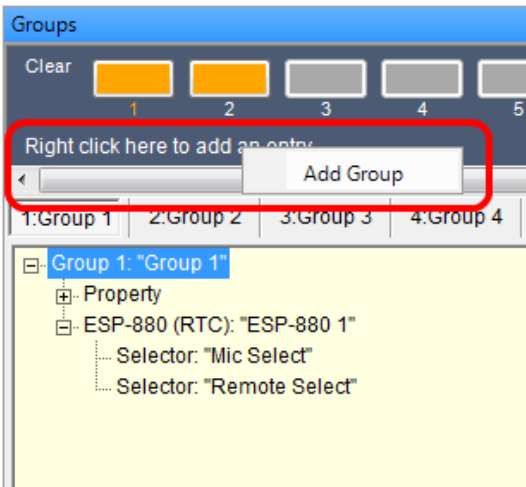 Groups
Clear
1 2 3 4 5
Right click here to add an entry
Add Group
1:Group 1 2:Group 2 3:Group 3 4:Group 4
Group 1: "Group 1"
Property
ESP-880 (RTC): "ESP-880 1"
Selector: "Mic Select"
Selector: "Remote Select"